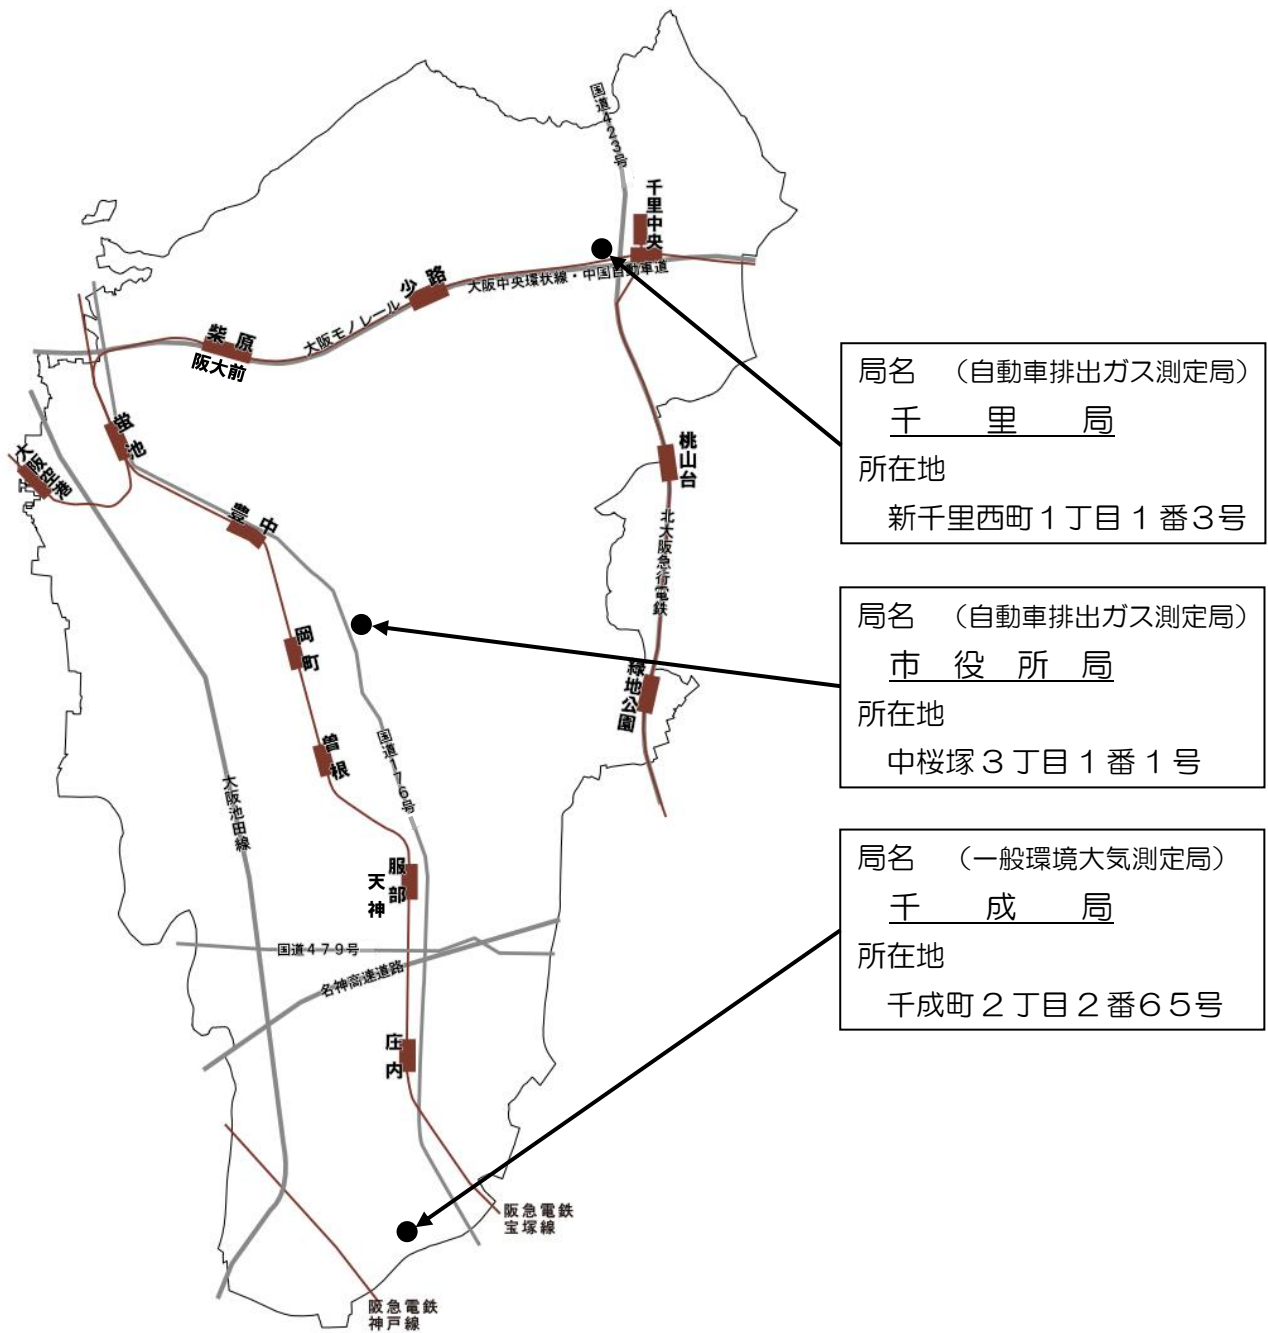 国道423号
千里中央
大阪中央環状線・中国自動車道
少路
大阪モノレール
柴原
阪大前
蛍池
大阪空港
豊中
桃山台
北大阪急行電鉄
岡町
緑地公園
曽根
国道176号
大阪池田線
服部
天神
国道479号
名神高速道路
庄内
阪急電鉄
宝塚線
阪急電鉄
神戸線
局名 （自動車排出ガス測定局）
千里局
所在地
新千里西町１丁目１番３号
局名 （自動車排出ガス測定局）
市役所局
所在地
中桜塚３丁目１番１号
局名 （一般環境大気測定局）
千成局
所在地
千成町２丁目２番６５号